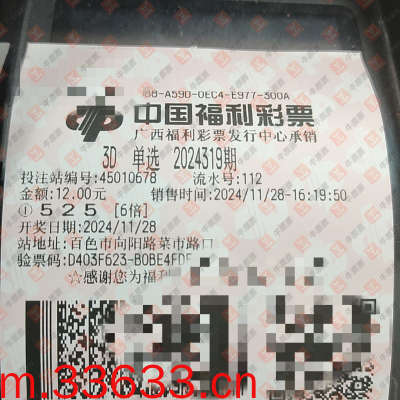 88-A59D-0EC4-E977-300A
中国福利彩票
广西福利彩票发行中心承销
3D 单选 2024319期
投注站编号:45010678 流水号:112
金额:12.00元 销售时间:2024/11/28-16:19:50
① 5 2 5 [6倍]
开奖日期:2024/11/28
站地址:百色市向阳路菜市路口
验票码:D403F623-B0BE4FDF
☆感谢您为福利
m.33633.cn